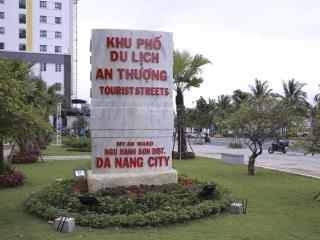 KHU PHỐ
DU LỊCH
AN THƯỢNG
TOURIST STREETS
MY AN WARD
NGU HANH SON DIST.
DA NANG CITY